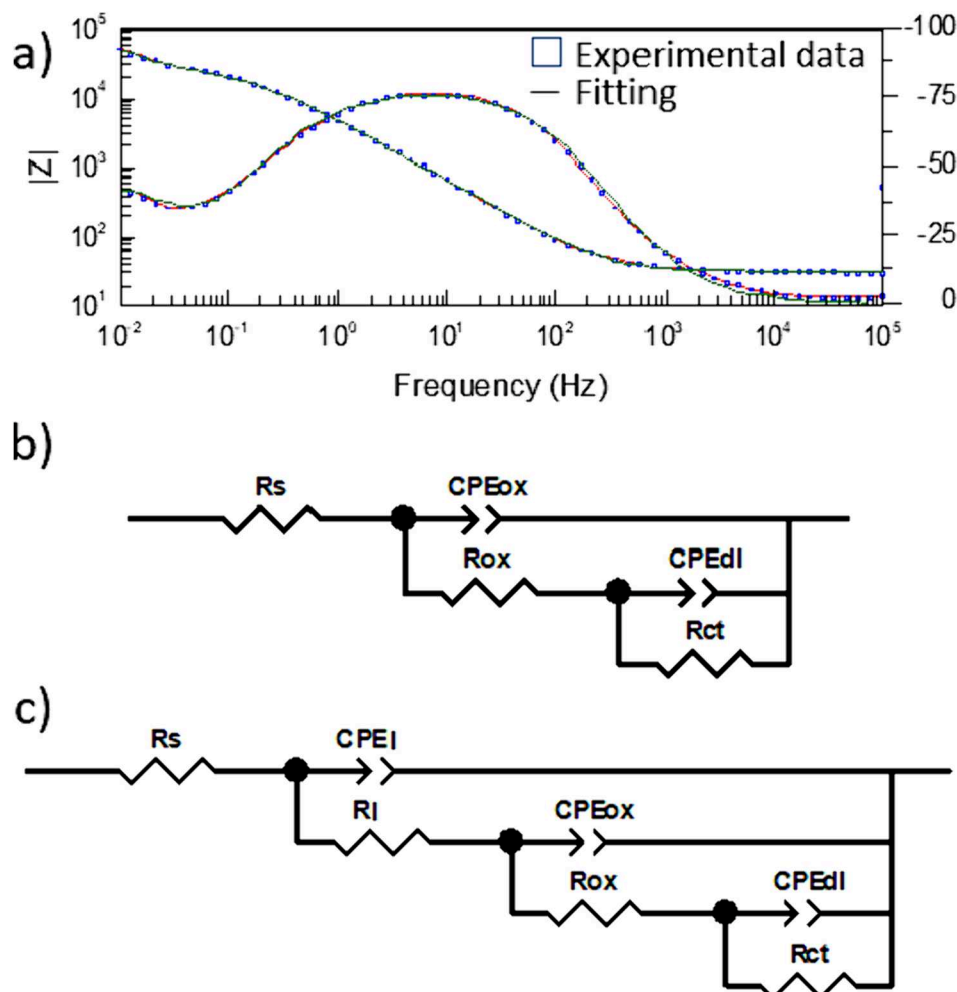 a)
10^5
10^4
10^3
10^2
10^1
|Z|
Experimental data
Fitting
-100
-75
-50
-25
0
10^-2 10^-1 10^0 10^1 10^2 10^3 10^4 10^5
Frequency (Hz)
b)
Rs
CPEox
Rox
CPEdl
Rct
c)
Rs
CPEl
Rl
CPEox
Rox
CPEdl
Rct